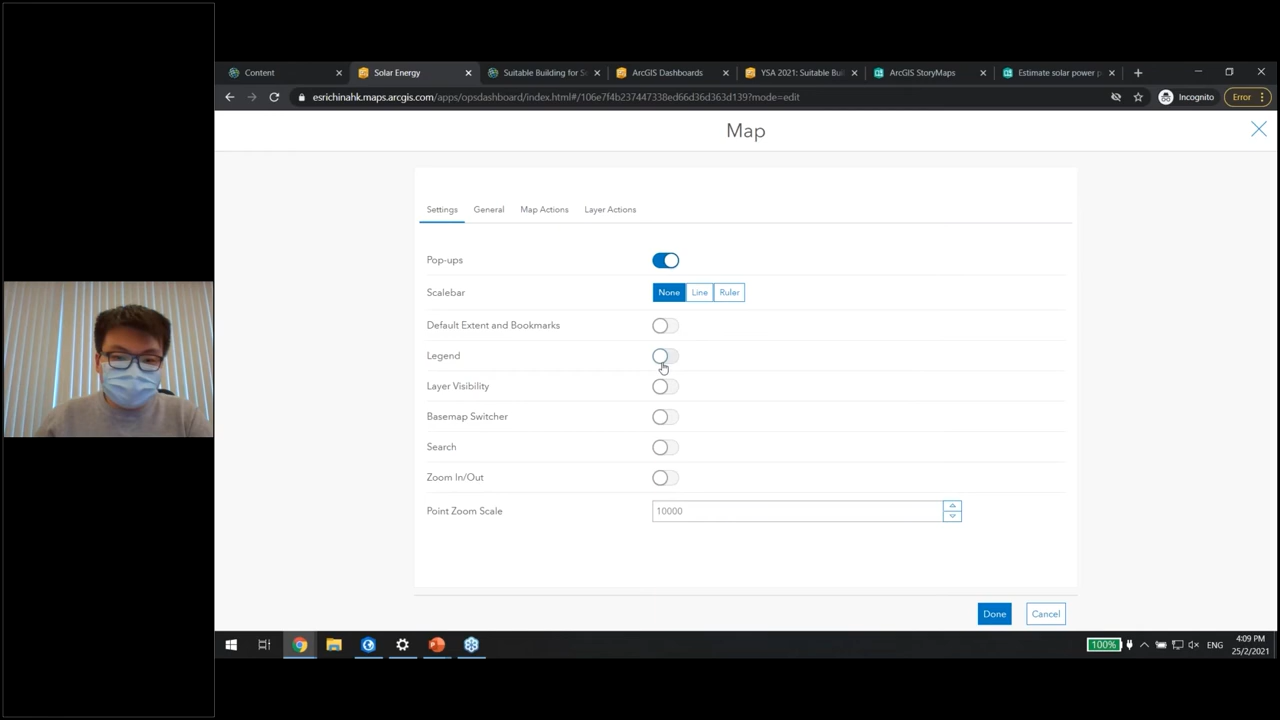 Content
Solar Energy
Suitable Building for S
ArcGIS Dashboards
YSA 2021: Suitable Bui
ArcGIS StoryMaps
Estimate solar power p
esrichinahk.maps.arcgis.com/apps/opsdashboard/index.html#/106e7f4b237447338ed66d36d363d139?mode=edit
Incognito
Error
Map
Settings
General
Map Actions
Layer Actions
Pop-ups
Scalebar
None
Line
Ruler
Default Extent and Bookmarks
Legend
Layer Visibility
Basemap Switcher
Search
Zoom In/Out
Point Zoom Scale
10000
Done
Cancel
100%
ENG
4:09 PM
25/2/2021